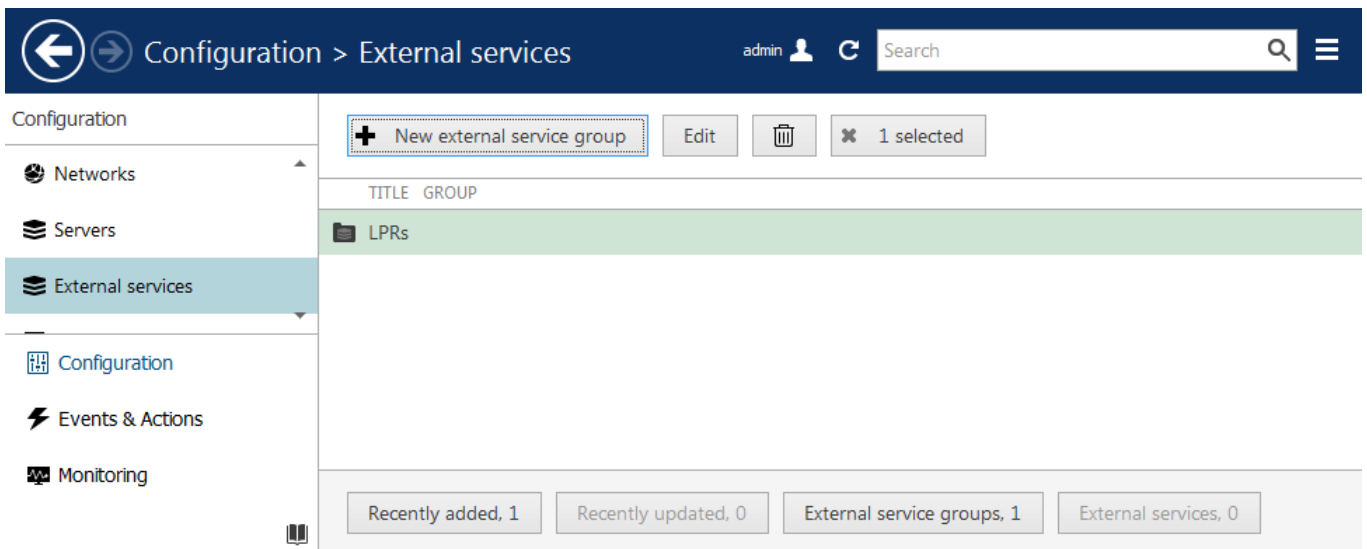 Configuration > External services
admin
Search
Configuration
Networks
Servers
External services
Configuration
Events & Actions
Monitoring
New external service group
Edit
1 selected
TITLE GROUP
LPRs
Recently added, 1
Recently updated, 0
External service groups, 1
External services, 0